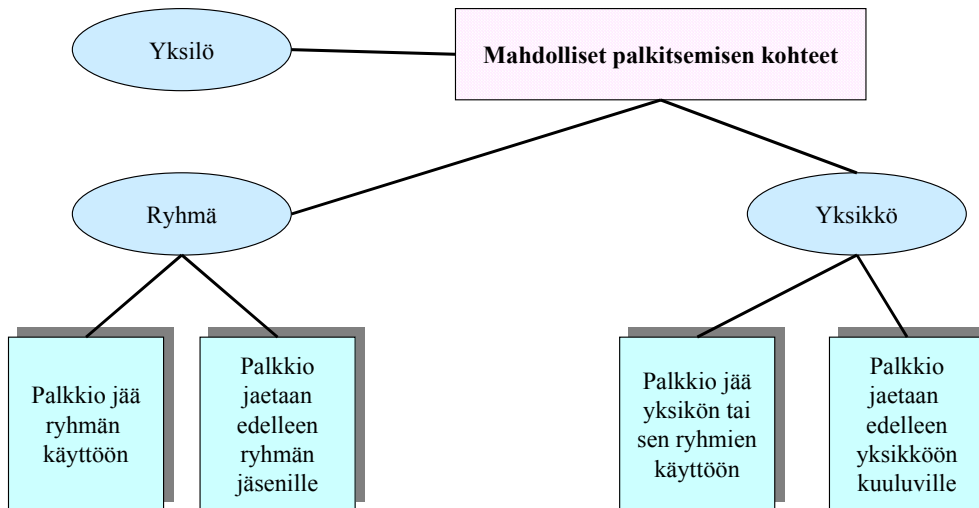 Yksilö
Mahdolliset palkitsemisen kohteet
Ryhmä
Yksikkö
Palkkio jää
ryhmän
käyttöön
Palkkio
jaetaan
edelleen
ryhmän
jäsenille
Palkkio jää
yksikön tai
sen ryhmien
käyttöön
Palkkio
jaetaan
edelleen
yksikköön
kuuluville